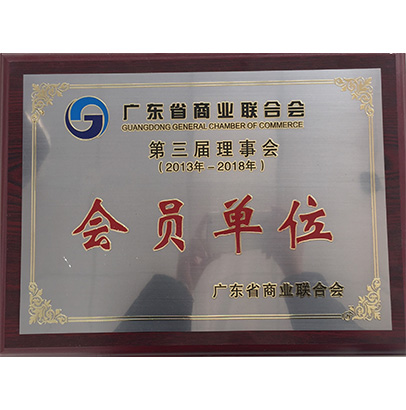 广东省商业联合会
GUANGDONG GENERAL CHAMBER OF COMMERCE
第三届理事会
(2013年-2018年)
会员单位
广东省商业联合会